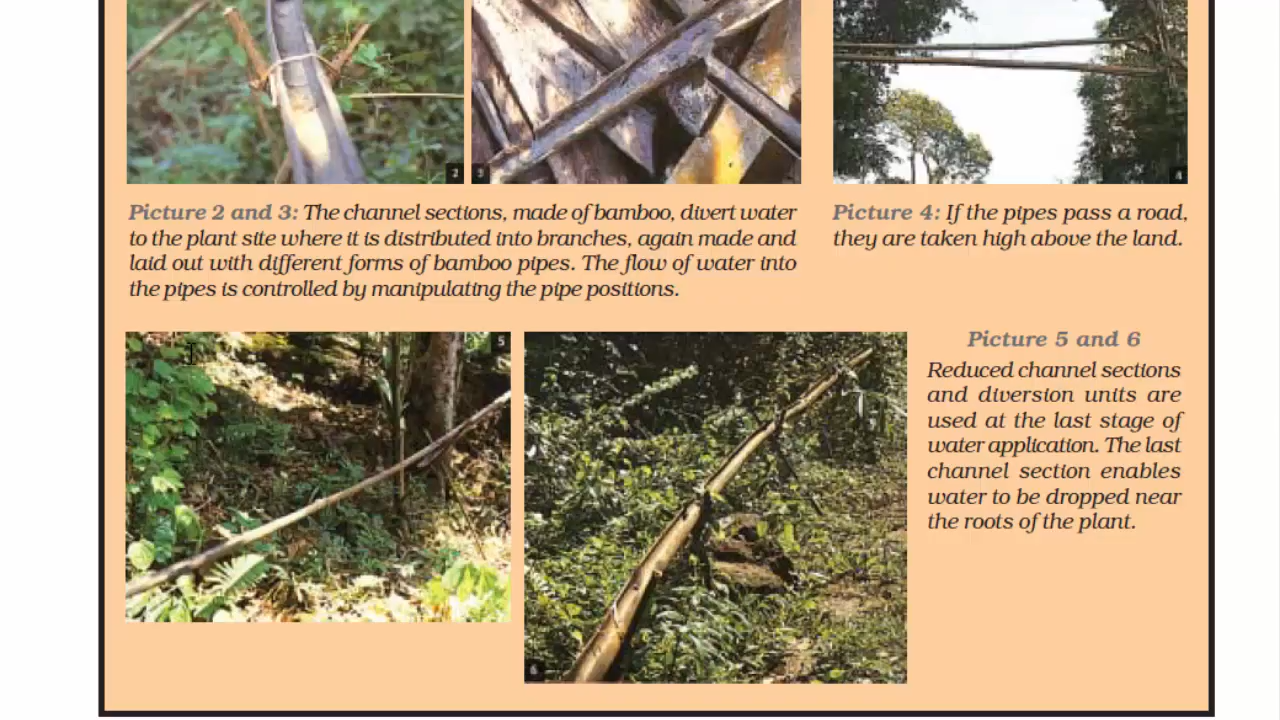 2
3
4
Picture 2 and 3: The channel sections, made of bamboo, divert water
to the plant site where it is distributed into branches, again made and
laid out with different forms of bamboo pipes. The flow of water into
the pipes is controlled by manipulating the pipe positions.
Picture 4: If the pipes pass a road,
they are taken high above the land.
5
6
Picture 5 and 6
Reduced channel sections
and diversion units are
used at the last stage of
water application. The last
channel section enables
water to be dropped near
the roots of the plant.